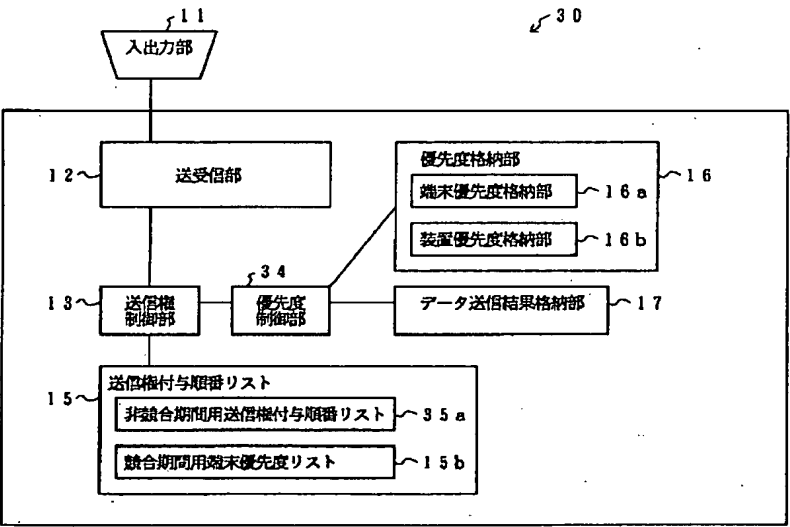 11
30
入出力部
12
送受信部
優先度格納部
16
端末優先度格納部
16a
装置優先度格納部
16b
34
13
送信権
制御部
優先度
制御部
データ送信結果格納部
17
15
送信権付与順番リスト
非競合期間用送信権付与順番リスト
35a
競合期間用端末優先度リスト
15b